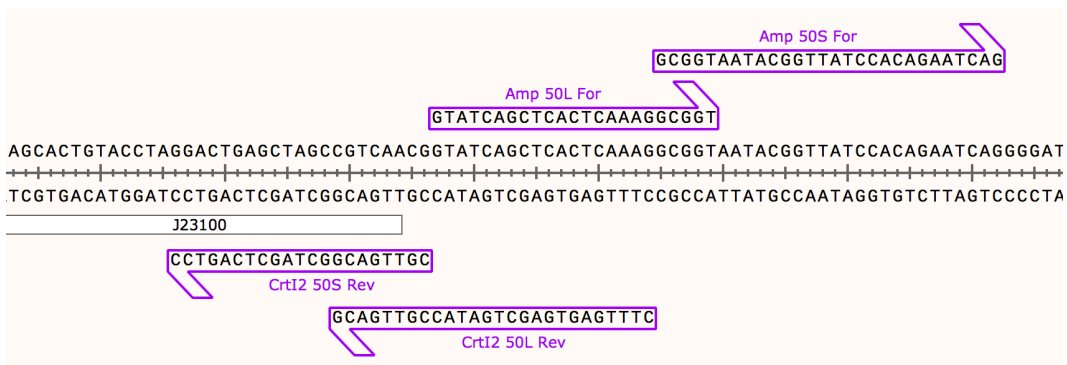 Amp 50S For
GCGGTAATACGGTTATCCACAGAATCAG
Amp 50L For
GTATCAGCTCACTCAAAGGCGGT
AGCACTGTACCTAGGACTGAGCTAGCCGTCAACGGTATCAGCTCACTCAAAGGCGGTAATACGGTTATCCACAGAATCAGGGGAT
TCGTGACATGGATCCTGACTCGATCGGCAGTTGCCATAGTCGAGTGAGTTTCCGCCATTATGCCAATAGGTGTCTTAGTCCCCTA
J23100
CCTGACTCGATCGGCAGTTGC
CrtI2 50S Rev
GCAGTTGCCATAGTCGAGTGAGTTTC
CrtI2 50L Rev